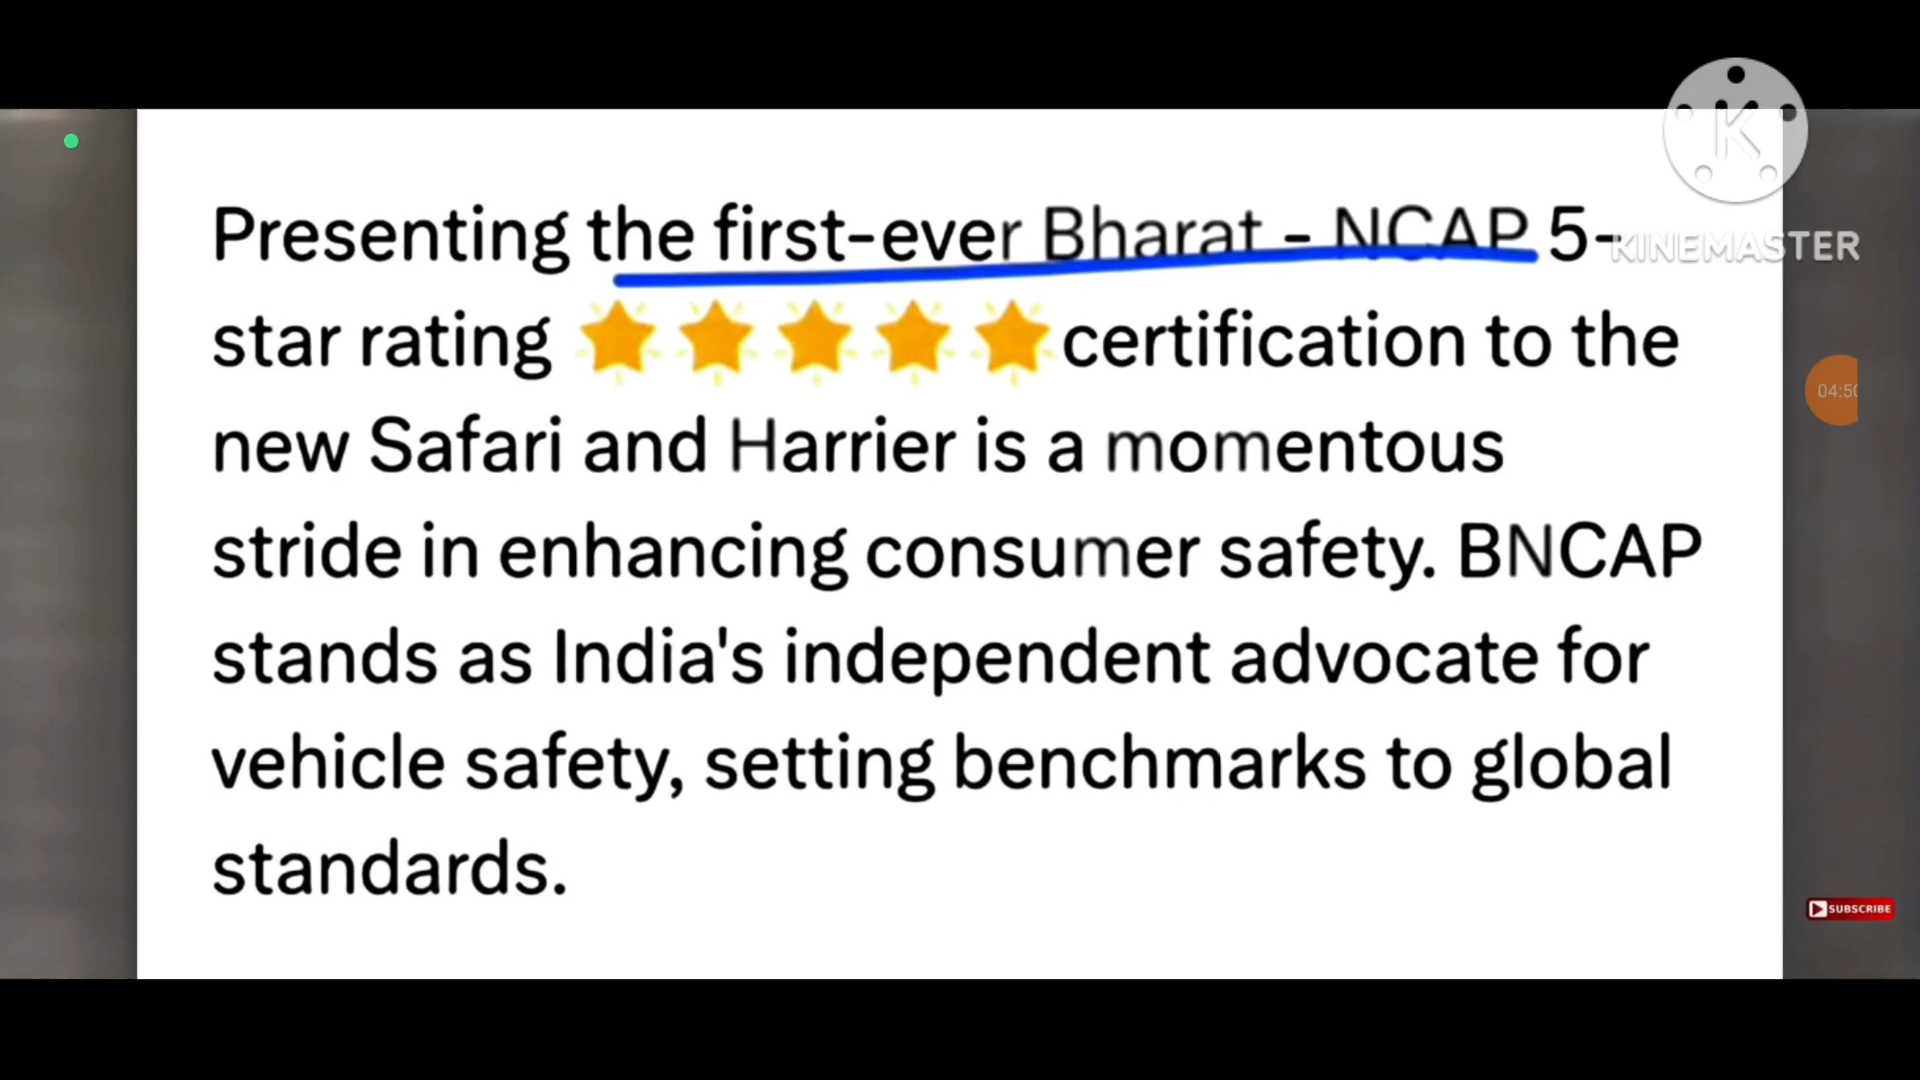 Presenting the first-ever Bharat - NCAP 5-
star rating ⭐⭐⭐⭐⭐ certification to the
new Safari and Harrier is a momentous
stride in enhancing consumer safety. BNCAP
stands as India's independent advocate for
vehicle safety, setting benchmarks to global
standards.
K
KINEMASTER
04:50
SUBSCRIBE